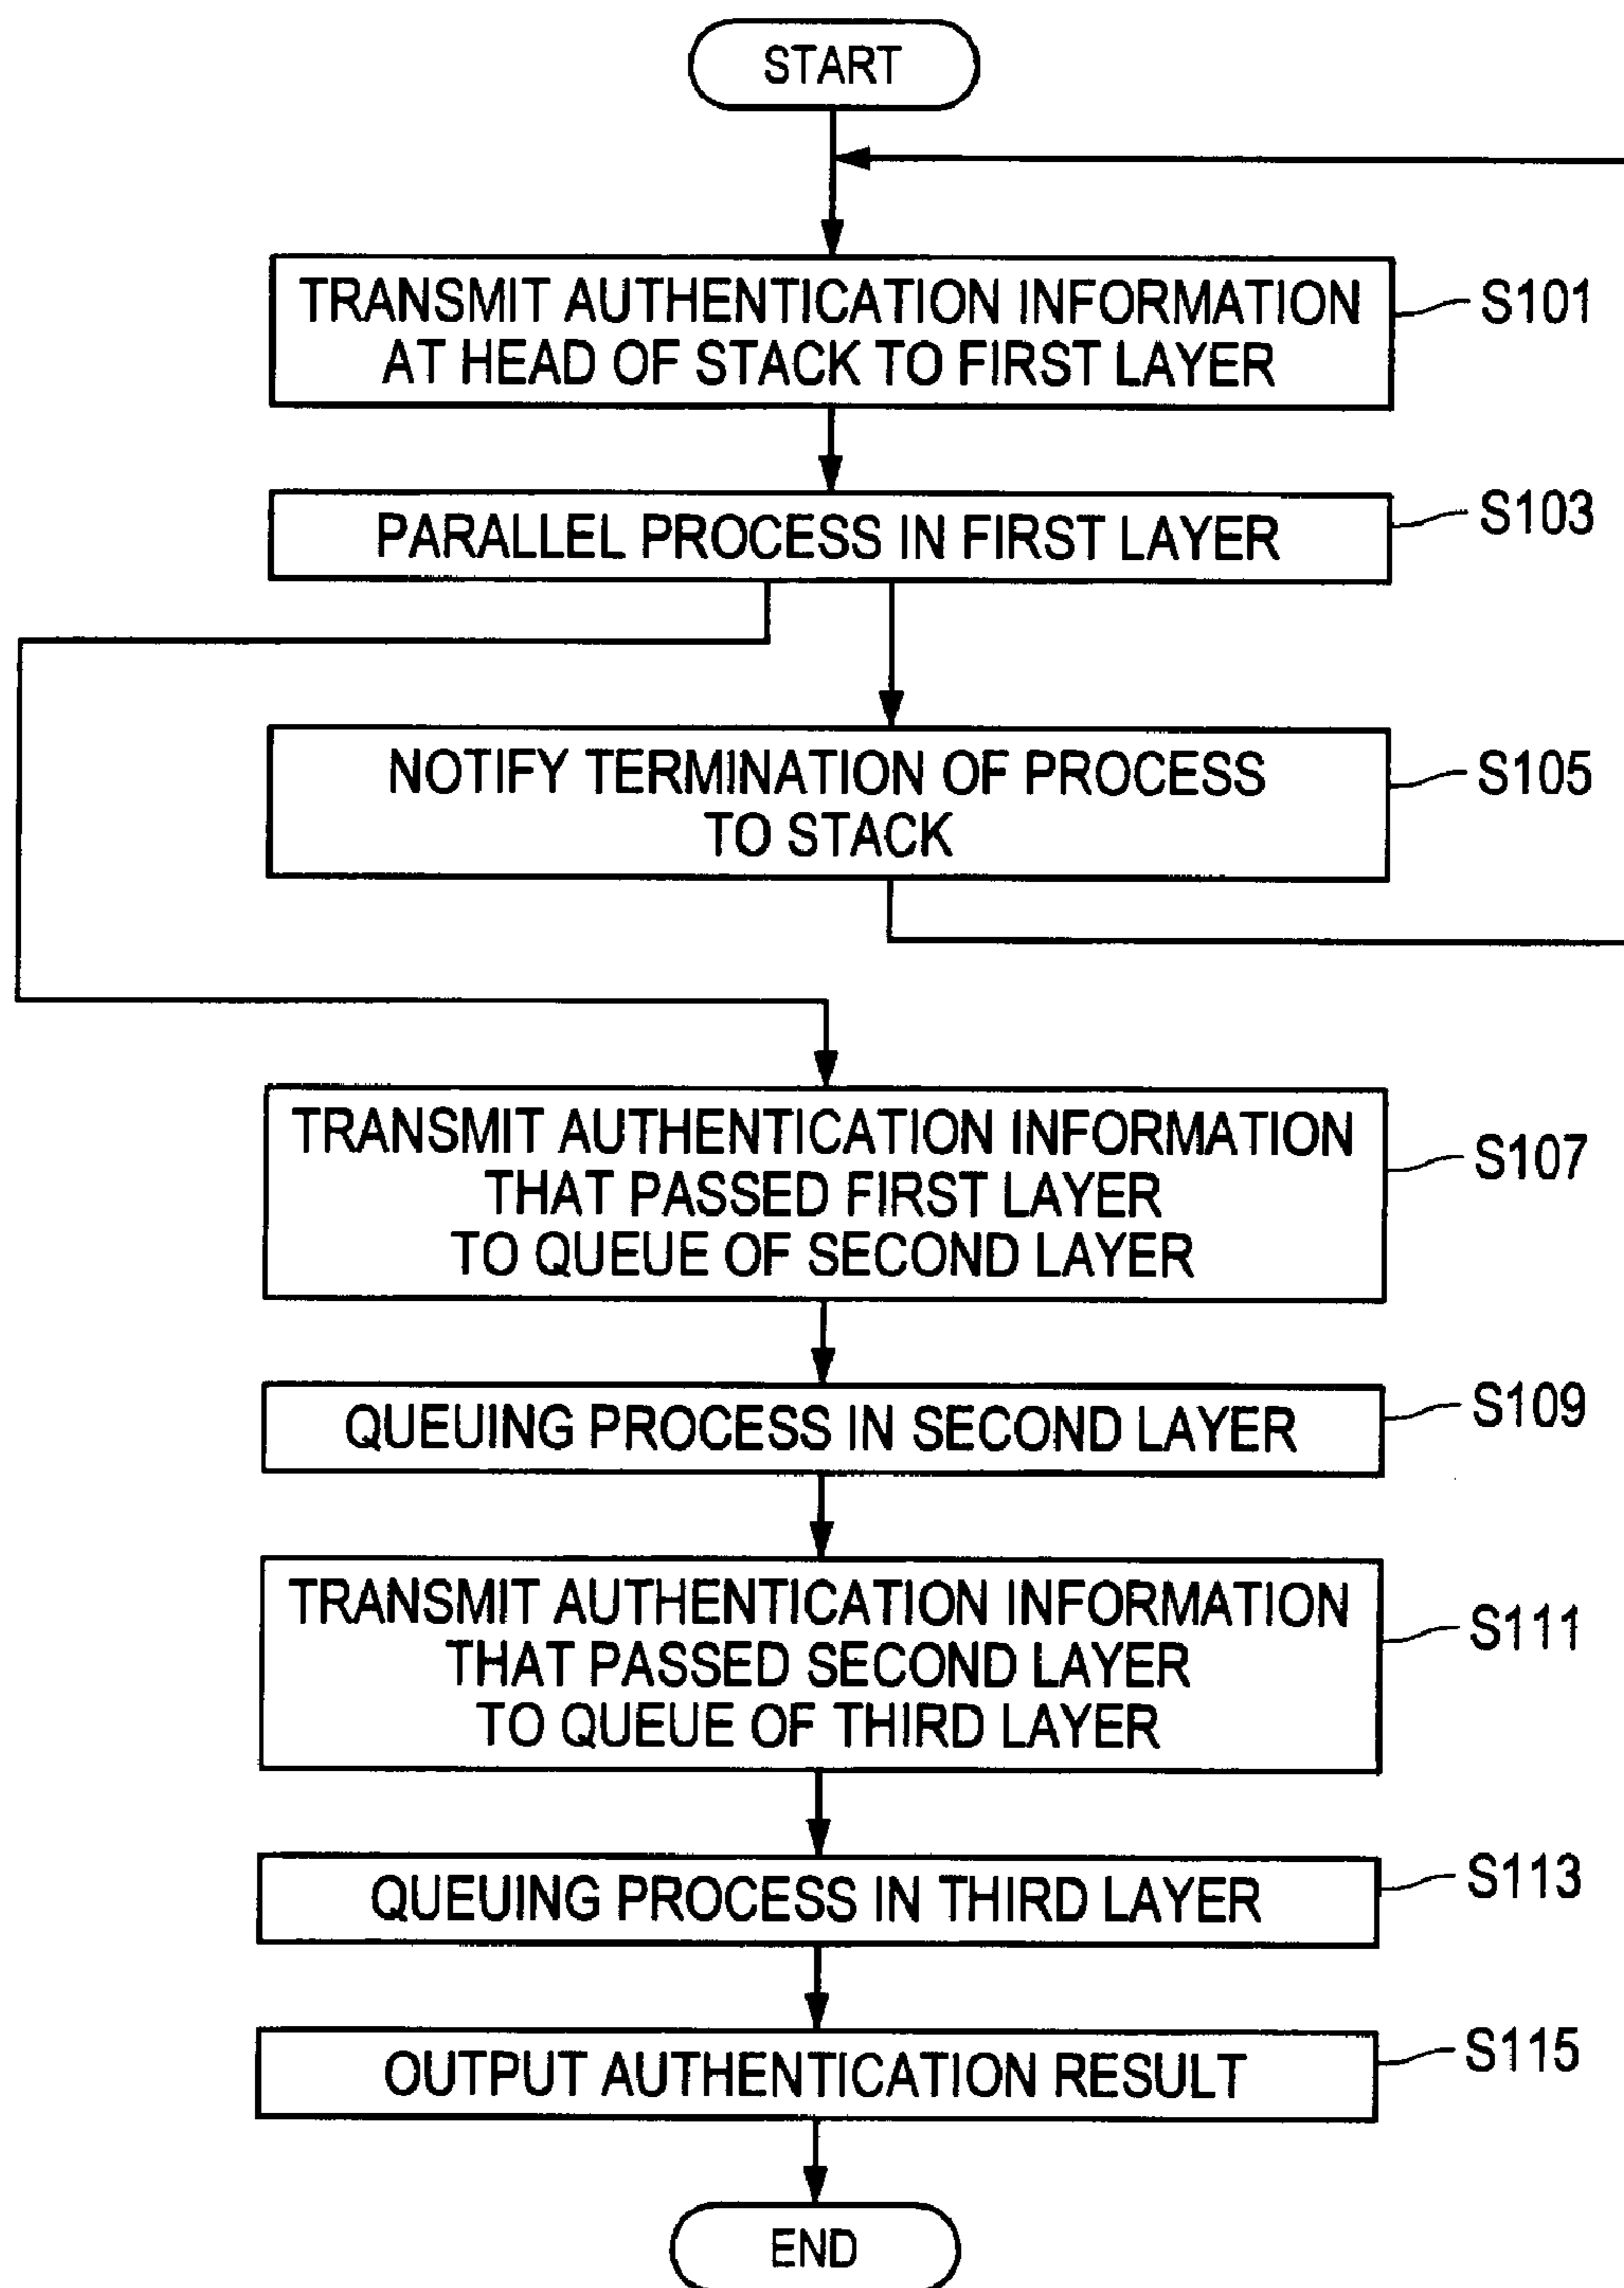 START
TRANSMIT AUTHENTICATION INFORMATION
AT HEAD OF STACK TO FIRST LAYER
S101
PARALLEL PROCESS IN FIRST LAYER
S103
NOTIFY TERMINATION OF PROCESS
TO STACK
S105
TRANSMIT AUTHENTICATION INFORMATION
THAT PASSED FIRST LAYER
TO QUEUE OF SECOND LAYER
S107
QUEUING PROCESS IN SECOND LAYER
S109
TRANSMIT AUTHENTICATION INFORMATION
THAT PASSED SECOND LAYER
TO QUEUE OF THIRD LAYER
S111
QUEUING PROCESS IN THIRD LAYER
S113
OUTPUT AUTHENTICATION RESULT
S115
END